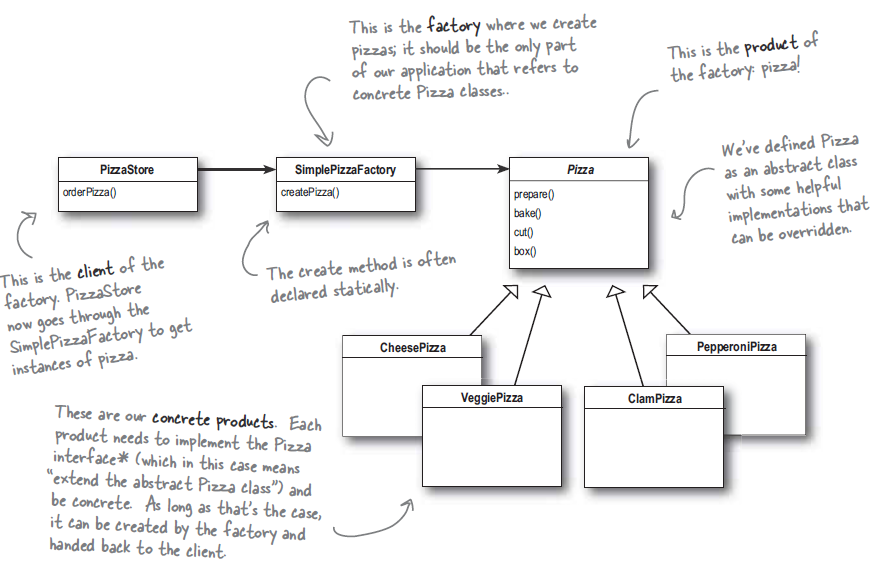 This is the factory where we create
pizzas; it should be the only part
of our application that refers to
concrete Pizza classes..
This is the product of
the factory: pizza!
PizzaStore
orderPizza()
SimplePizzaFactory
createPizza()
Pizza
prepare()
bake()
cut()
box()
We've defined Pizza
as an abstract class
with some helpful
implementations that
can be overridden.
This is the client of the
factory. PizzaStore
now goes through the
SimplePizzaFactory to get
instances of pizza.
The create method is often
declared statically.
CheesePizza
VeggiePizza
ClamPizza
PepperoniPizza
These are our concrete products. Each
product needs to implement the Pizza
interface* (which in this case means
“extend the abstract Pizza class”) and
be concrete. As long as that's the case,
it can be created by the factory and
handed back to the client.